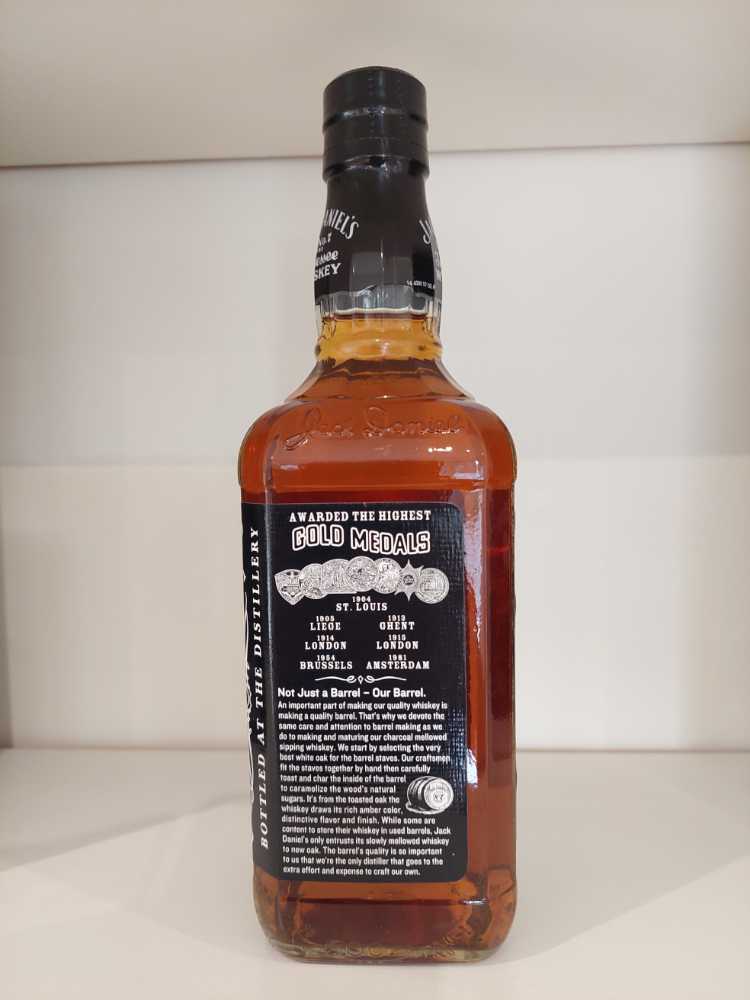 ANIEL'S
No.7
SKEY
Jack Daniel
BOTTLED AT THE DISTILLERY
AWARDED THE HIGHEST
GOLD MEDALS
1904
ST. LOUIS
1905 1913
LIEGE GHENT
1914 1915
LONDON LONDON
1954 1981
BRUSSELS AMSTERDAM
Not Just a Barrel – Our Barrel.
An important part of making our quality whiskey is
making a quality barrel. That's why we devote the
same care and attention to barrel making as we
do to making and maturing our charcoal mellowed
sipping whiskey. We start by selecting the very
best white oak for the barrel staves. Our craftsmen
fit the staves together by hand then carefully
toast and char the inside of the barrel
to caramelize the wood's natural
sugars. It's from the toasted oak the
whiskey draws its rich amber color,
distinctive flavor and finish. While some are
content to store their whiskey in used barrels, Jack
Daniel's only entrusts its slowly mellowed whiskey
to new oak. The barrel's quality is so important
to us that we're the only distiller that goes to the
extra effort and expense to craft our own.